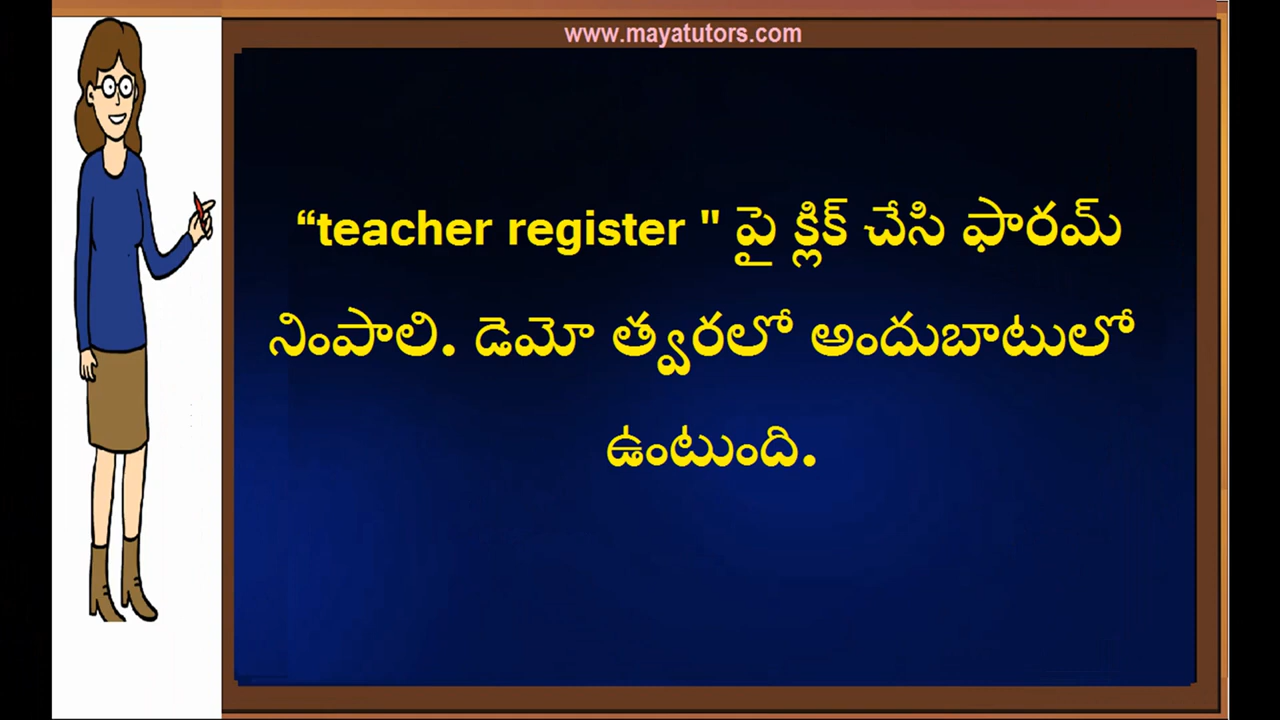 www.mayatutors.com
“teacher register " పై క్లిక్ చేసి ఫారమ్
నింపాలి. డెమో త్వరలో అందుబాటులో
ఉంటుంది.